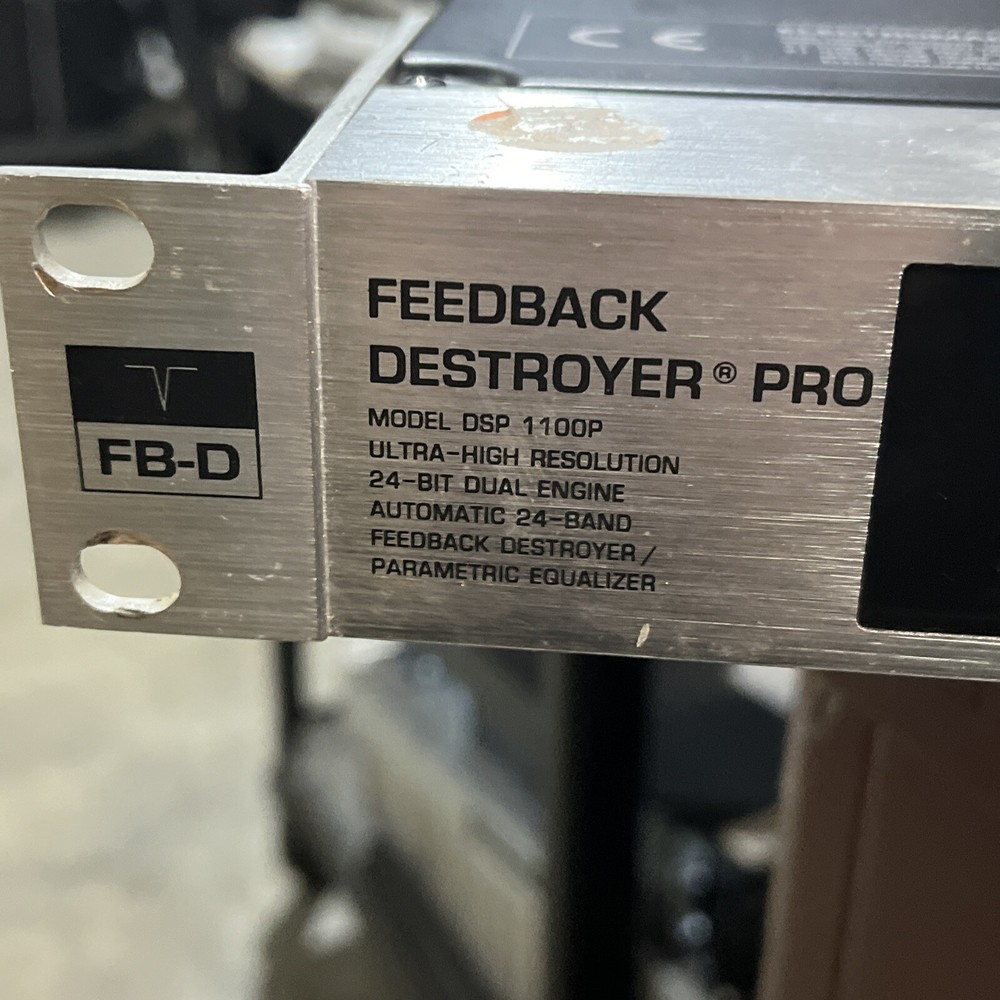 CE
FEEDBACK
DESTROYER® PRO
MODEL DSP 1100P
ULTRA-HIGH RESOLUTION
24-BIT DUAL ENGINE
AUTOMATIC 24-BAND
FEEDBACK DESTROYER/
PARAMETRIC EQUALIZER
FB-D